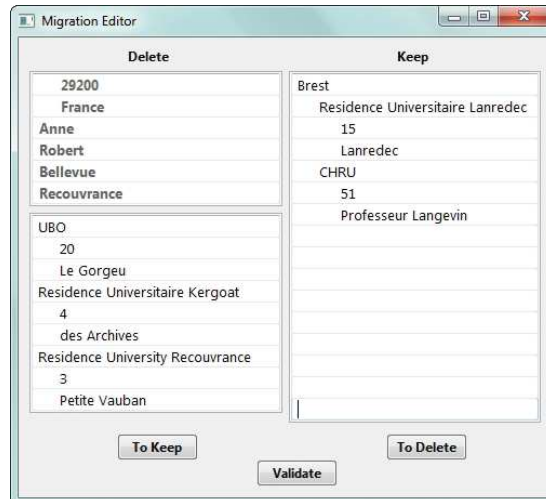 Migration Editor
Delete
29200
France
Anne
Robert
Bellevue
Recouvrance
UBO
20
Le Gorgeu
Residence Universitaire Kergoat
4
des Archives
Residence University Recouvrance
3
Petite Vauban
Keep
Brest
Residence Universitaire Lanredec
15
Lanredec
CHRU
51
Professeur Langevin
To Keep
To Delete
Validate